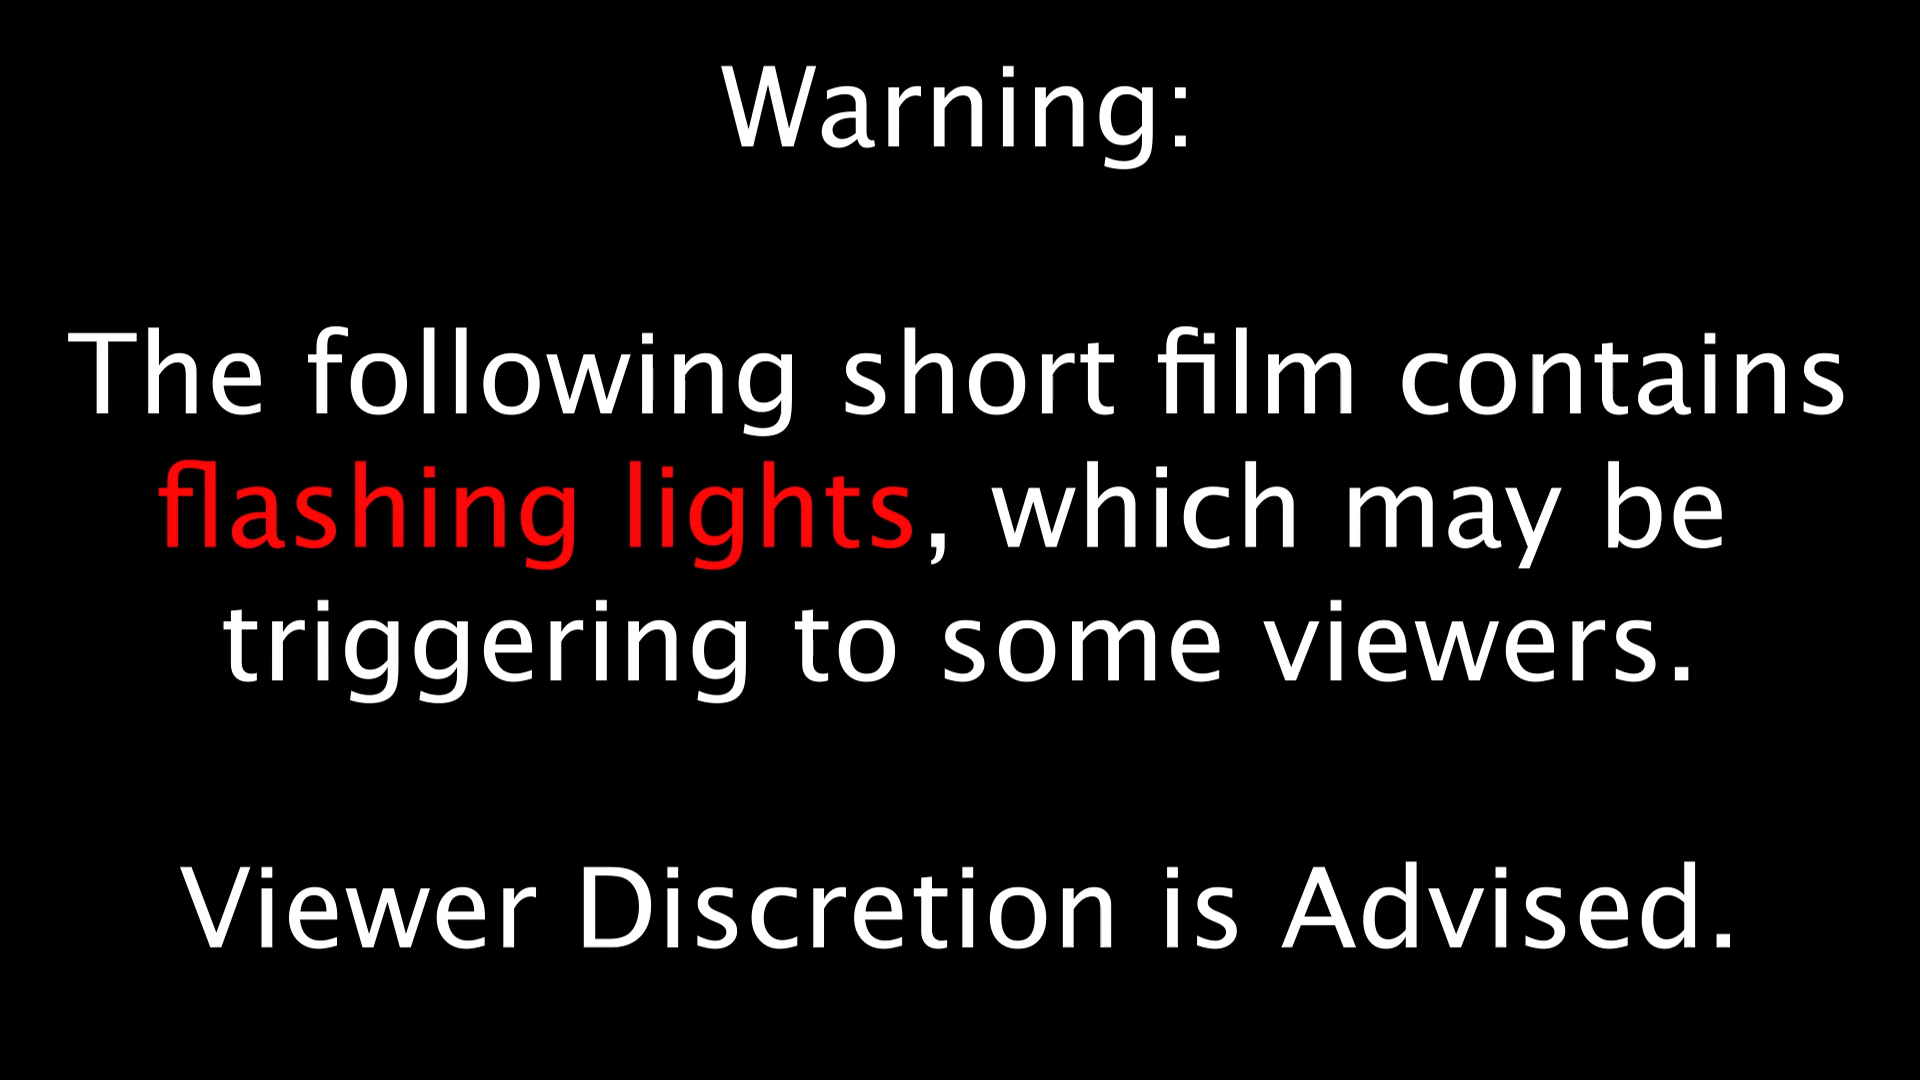 Warning:
The following short film contains
flashing lights, which may be
triggering to some viewers.
Viewer Discretion is Advised.